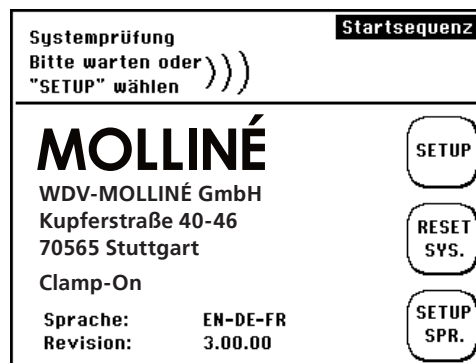 Startsequenz
Systemprüfung
Bitte warten oder
"SETUP" wählen
MOLLINÉ
WDV-MOLLINÉ GmbH
Kupferstraße 40-46
70565 Stuttgart
Clamp-On
Sprache: EN-DE-FR
Revision: 3.00.00
SETUP
RESET
SYS.
SETUP
SPR.